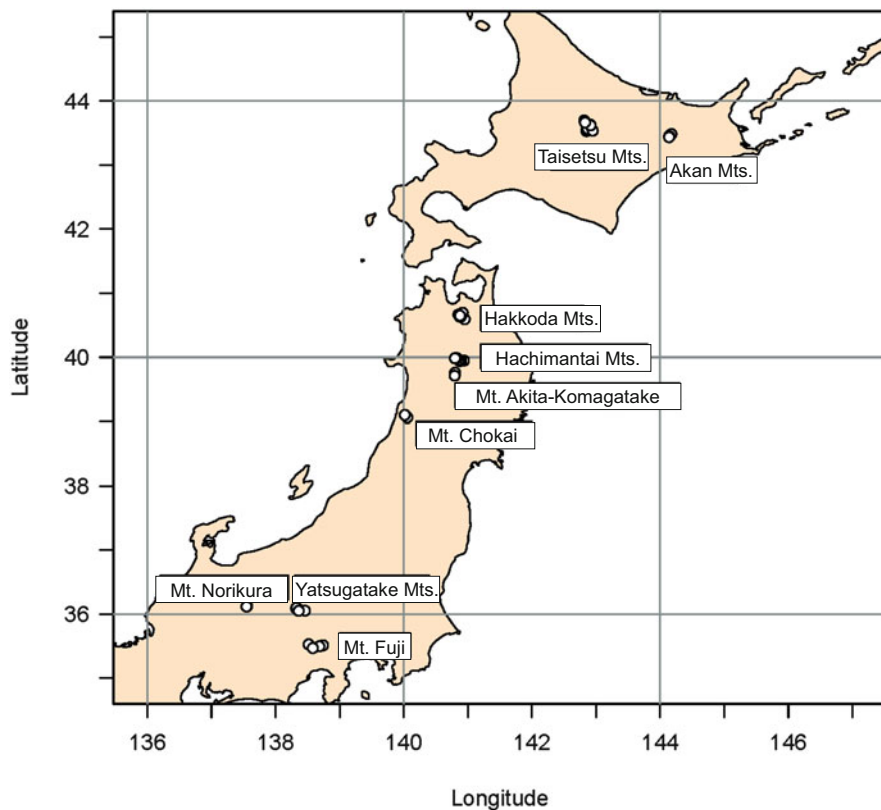 44
Taisetsu Mts.
Akan Mts.
42
Hakkoda Mts.
Latitude
40
Hachimantai Mts.
Mt. Akita-Komagatake
Mt. Chokai
38
Mt. Norikura
Yatsugatake Mts.
36
Mt. Fuji
136 138 140 142 144 146
Longitude